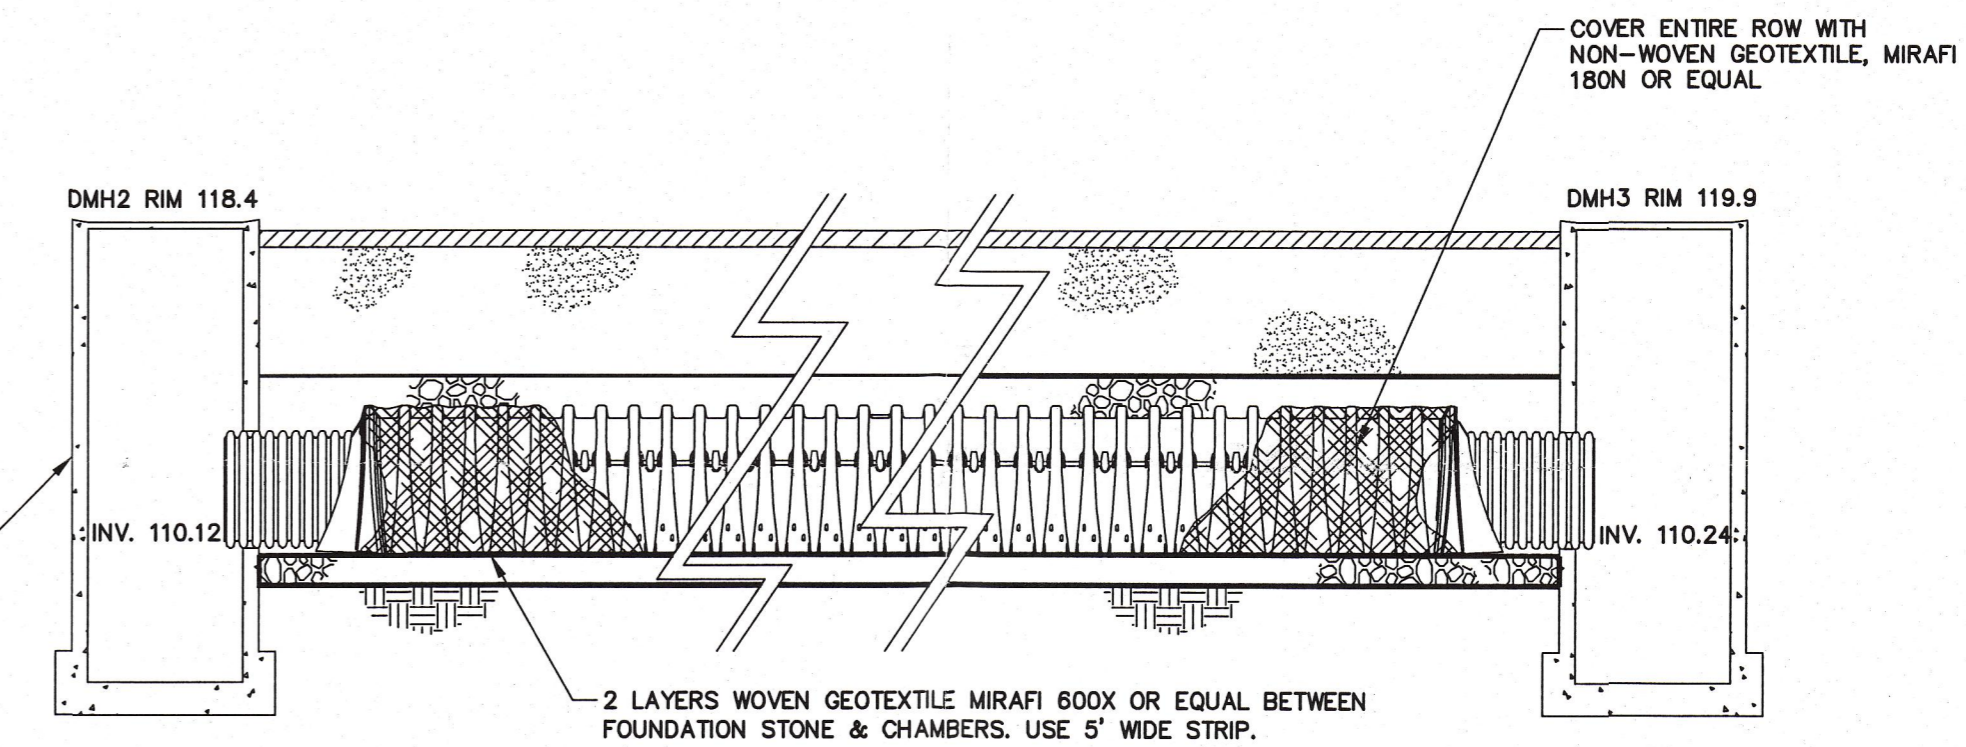 COVER ENTIRE ROW WITH
NON-WOVEN GEOTEXTILE, MIRAFI
180N OR EQUAL
DMH2 RIM 118.4
DMH3 RIM 119.9
INV. 110.12
INV. 110.24
2 LAYERS WOVEN GEOTEXTILE MIRAFI 600X OR EQUAL BETWEEN
FOUNDATION STONE & CHAMBERS. USE 5' WIDE STRIP.